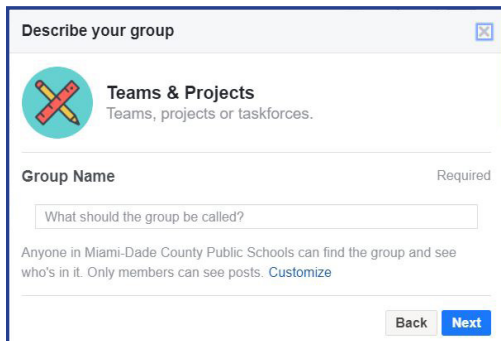 Describe your group
Teams & Projects
Teams, projects or taskforces.
Group Name Required
What should the group be called?
Anyone in Miami-Dade County Public Schools can find the group and see
who's in it. Only members can see posts. Customize
Back Next